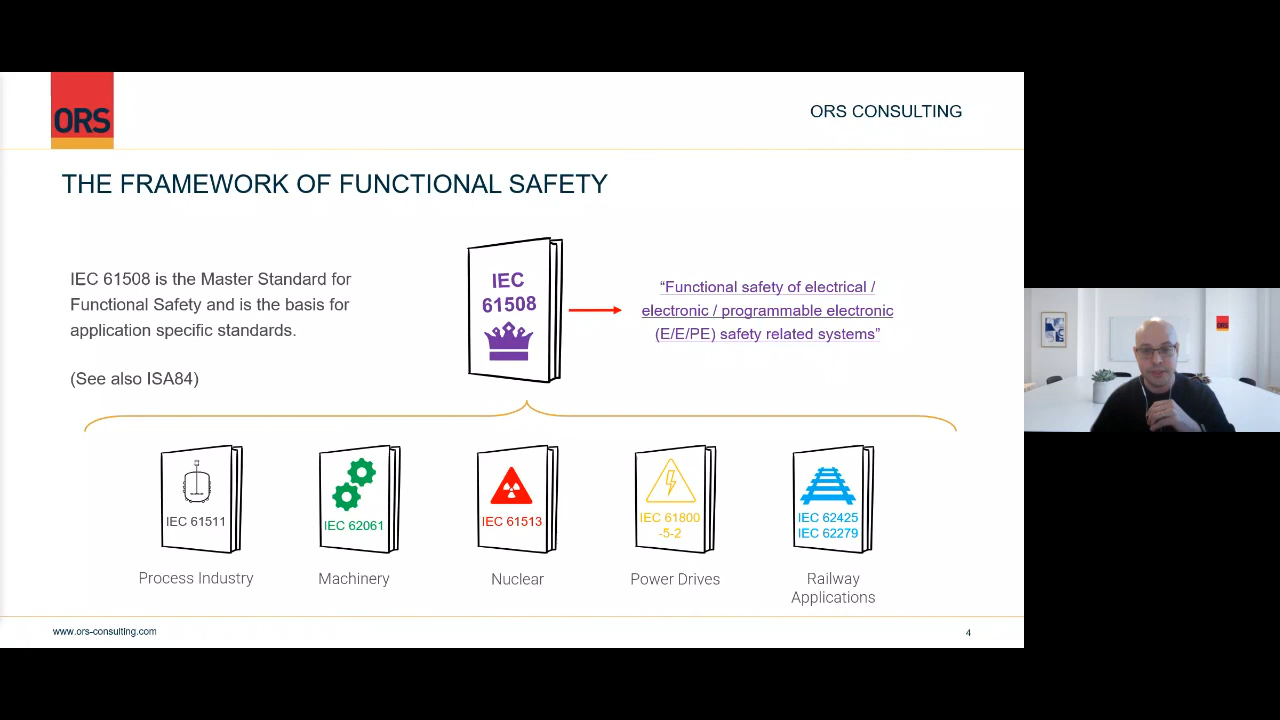 ORS
ORS CONSULTING
THE FRAMEWORK OF FUNCTIONAL SAFETY
IEC 61508 is the Master Standard for
Functional Safety and is the basis for
application specific standards.
(See also ISA84)
IEC
61508
“Functional safety of electrical /
electronic / programmable electronic
(E/E/PE) safety related systems”
IEC 61511
IEC 62061
IEC 61513
IEC 61800
-5-2
IEC 62425
IEC 62279
Process Industry
Machinery
Nuclear
Power Drives
Railway
Applications
www.ors-consulting.com
4
ORS